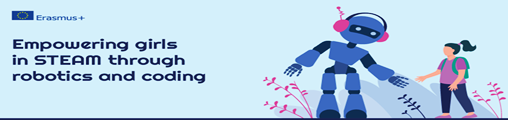 Erasmus+
Empowering girls
in STEAM through
robotics and coding